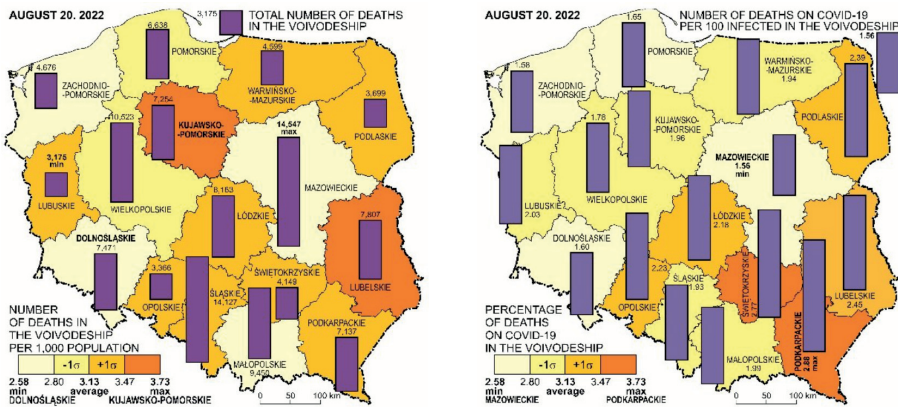 AUGUST 20. 2022
3,175
TOTAL NUMBER OF DEATHS
IN THE VOIVODESHIP
6,638
POMORSKIE
4,676
ZACHODNIO-
-POMORSKIE
4,599
WARMIŃSKO-
-MAZURSKIE
3,699
PODLASKIE
7,254
KUJAWSKO-
-POMORSKIE
10,523
WIELKOPOLSKIE
14,547
max
MAZOWIECKIE
3,175
min
LUBUSKIE
8,183
ŁÓDZKIE
7,807
LUBELSKIE
DOLNOŚLĄSKIE
7,471
3,366
OPOLSKIE
ŚLĄSKIE
14,127
ŚWIĘTOKRZYSKIE
4,149
PODKARPACKIE
7,137
MAŁOPOLSKIE
9,450
NUMBER
OF DEATHS IN
THE VOIVODESHIP
PER 1,000 POPULATION
-1σ +1σ
2.58 2.80 3.13 3.47 3.73
min average max
DOLNOŚLĄSKIE KUJAWSKO-POMORSKIE
0 50 100 km
AUGUST 20. 2022
NUMBER OF DEATHS ON COVID-19
PER 100 INFECTED IN THE VOIVODESHIP
1.56
1.65
POMORSKIE
1.58
ZACHODNIO-
-POMORSKIE
WARMIŃSKO-
-MAZURSKIE
1.94
2,39
PODLASKIE
KUJAWSKO-
-POMORSKIE
1.96
1.78
WIELKOPOLSKIE
MAZOWIECKIE
1.56
min
LUBUSKIE
2.03
ŁÓDZKIE
2.18
DOLNOŚLĄSKIE
1.60
2,23
OPOLSKIE
ŚLĄSKIE
1.93
ŚWIĘTOKRZYSKIE
2.77
LUBELSKIE
2.45
PODKARPACKIE
2.88
max
MAŁOPOLSKIE
1.99
PERCENTAGE
OF DEATHS
ON COVID-19
IN THE VOIVODESHIP
-1σ +1σ
2.58 2.80 3.13 3.47 3.73
min average max
MAZOWIECKIE PODKARPACKIE
0 50 100 km